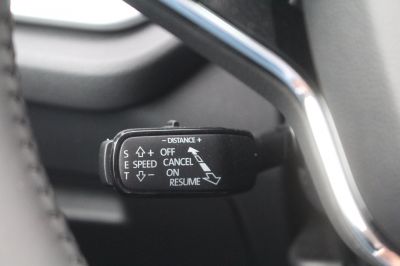 - DISTANCE +
S + OFF
E SPEED CANCEL
T - ON
RESUME